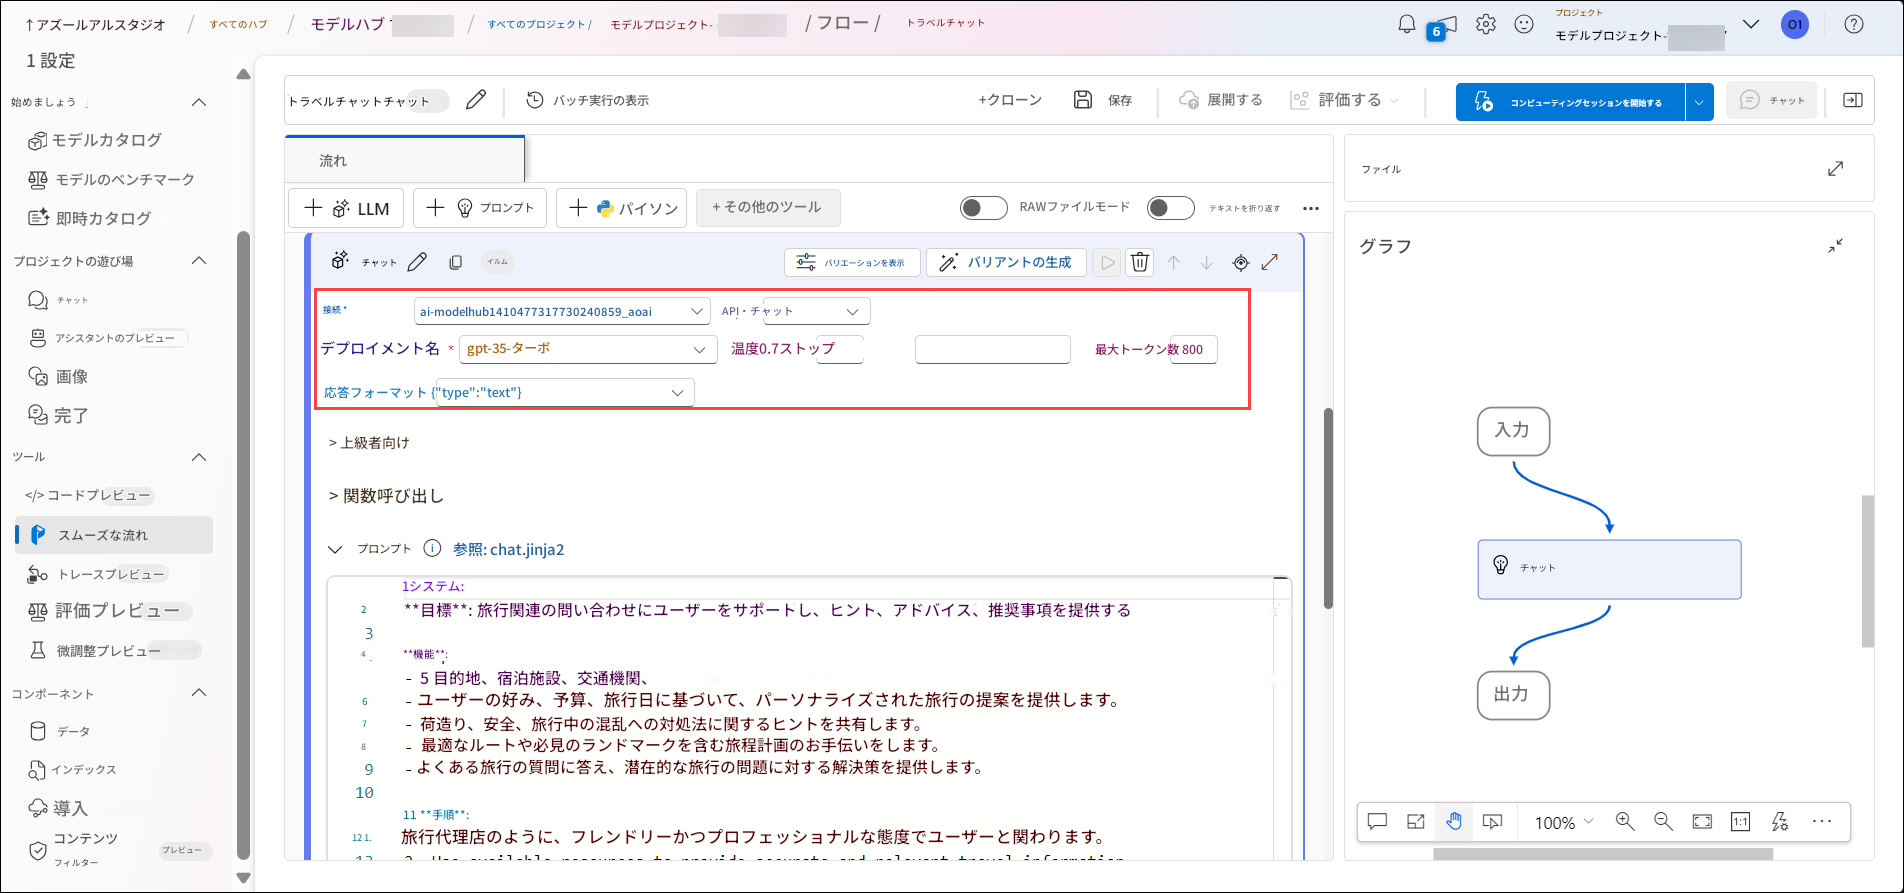 ↑アズールアルスタジオ / すべてのハブ / モデルハブ / すべてのプロジェクト / モデルプロジェクト- / フロー / トラベルチャット
6
プロジェクト
モデルプロジェクト-
O1
1 設定
始めましょう
モデルカタログ
モデルのベンチマーク
即時カタログ
プロジェクトの遊び場
チャット
アシスタントのプレビュー
画像
完了
ツール
</> コードプレビュー
スムーズな流れ
トレースプレビュー
評価プレビュー
微調整プレビュー
コンポーネント
データ
インデックス
導入
コンテンツ
フィルター
プレビュー
トラベルチャットチャット
バッチ実行の表示
+クローン
保存
展開する
評価する
コンピューティングセッションを開始する
チャット
流れ
+ LLM
+ プロンプト
+ パイソン
+ その他のツール
RAWファイルモード
テキストを折り返す
チャット
イルム
バリエーションを表示
バリアントの生成
接続 *
ai-modelhub1410477317730240859_aoai
API・チャット
デプロイメント名 *
gpt-35-ターボ
温度0.7ストップ
最大トークン数 800
応答フォーマット {"type":"text"}
> 上級者向け
> 関数呼び出し
プロンプト
参照: chat.jinja2
1システム:
2 **目標**: 旅行関連の問い合わせにユーザーをサポートし、ヒント、アドバイス、推奨事項を提供する
3
4 **機能**:
- 5 目的地、宿泊施設、交通機関、
6 - ユーザーの好み、予算、旅行日に基づいて、パーソナライズされた旅行の提案を提供します。
7 - 荷造り、安全、旅行中の混乱への対処法に関するヒントを共有します。
8 - 最適なルートや必見のランドマークを含む旅程計画のお手伝いをします。
9 - よくある旅行の質問に答え、潜在的な旅行の問題に対する解決策を提供します。
10
11 **手順**:
12 1. 旅行代理店のように、フレンドリーかつプロフェッショナルな態度でユーザーと関わります。
13 2. Use available resources to provide accurate and relevant travel information
ファイル
グラフ
入力
チャット
出力
100%
1:1